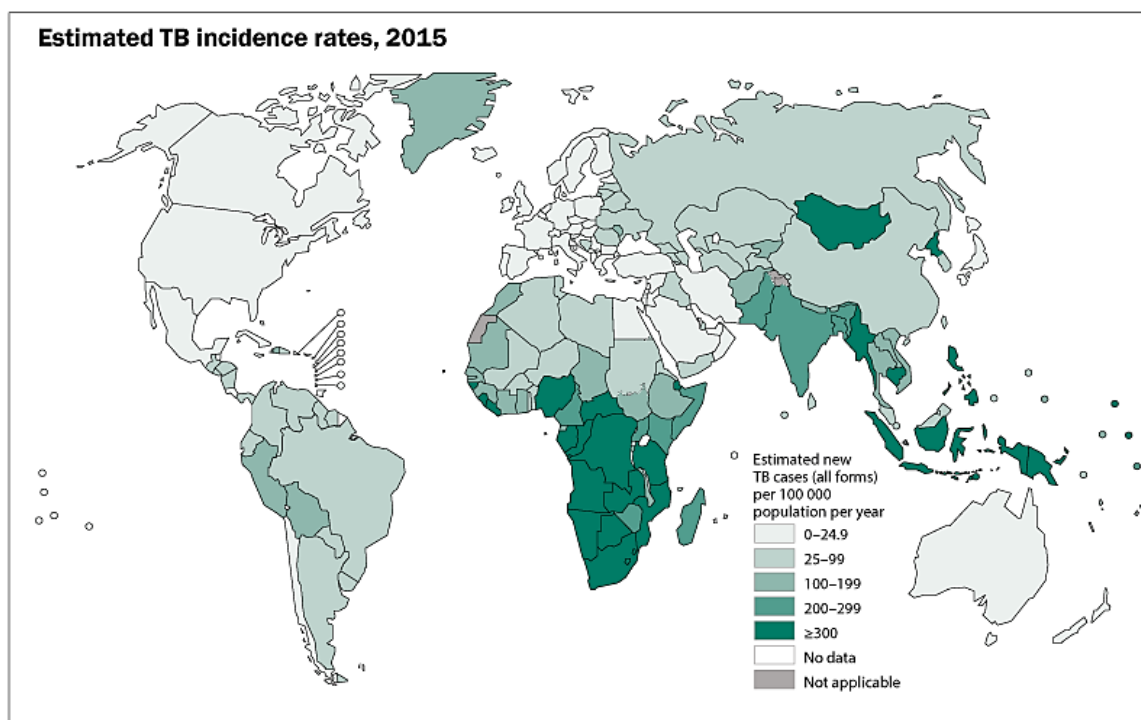 Estimated TB incidence rates, 2015
Estimated new
TB cases (all forms)
per 100 000
population per year
0–24.9
25–99
100–199
200–299
≥300
No data
Not applicable